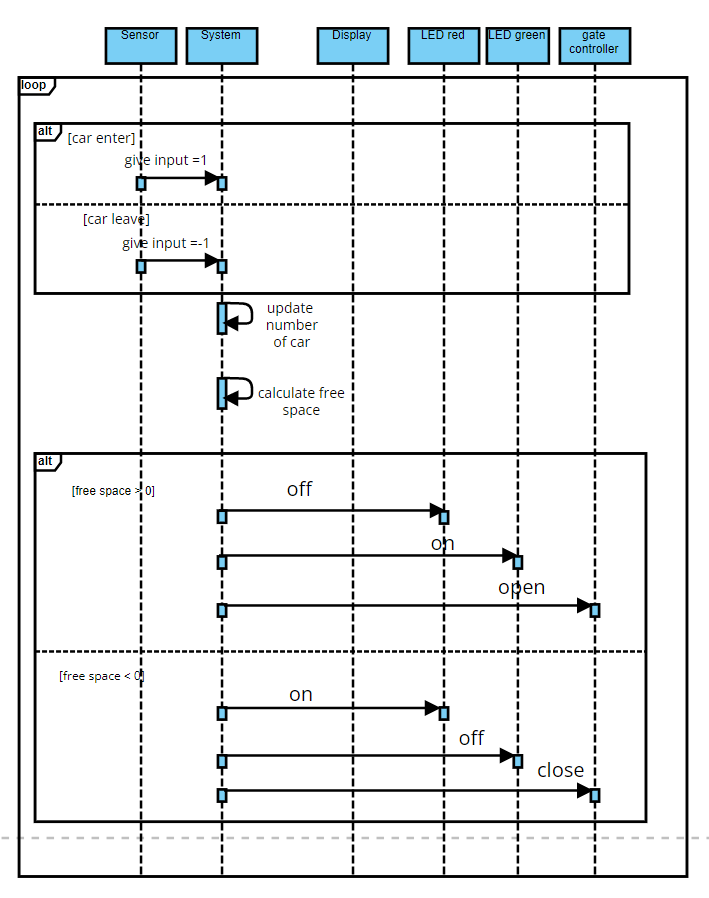 Sensor
System
Display
LED red
LED green
gate
controller
loop
alt
[car enter]
give input =1
[car leave]
give input =-1
update
number
of car
calculate free
space
alt
[free space > 0]
off
on
open
[free space < 0]
on
off
close